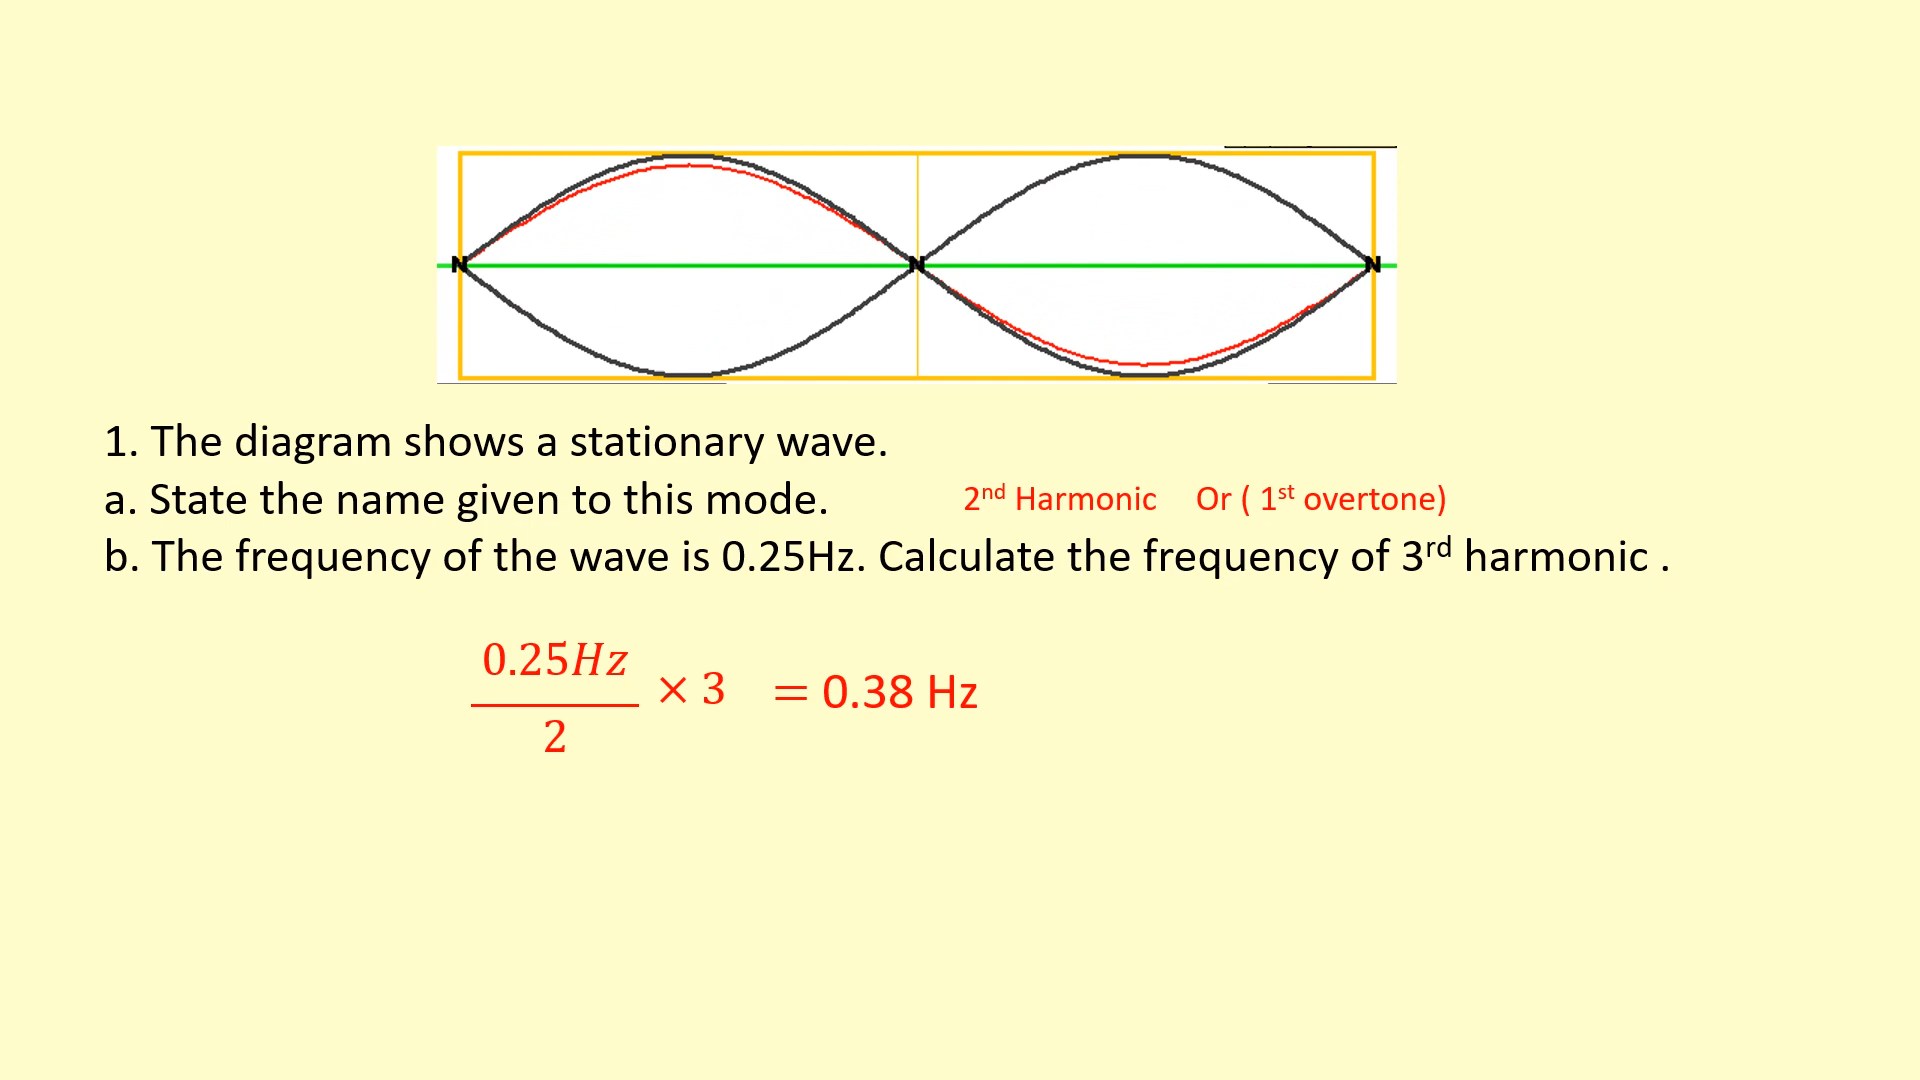 N N N
1. The diagram shows a stationary wave.
a. State the name given to this mode. 2nd Harmonic Or ( 1st overtone)
b. The frequency of the wave is 0.25Hz. Calculate the frequency of 3rd harmonic .
0.25Hz
× 3 = 0.38 Hz
2